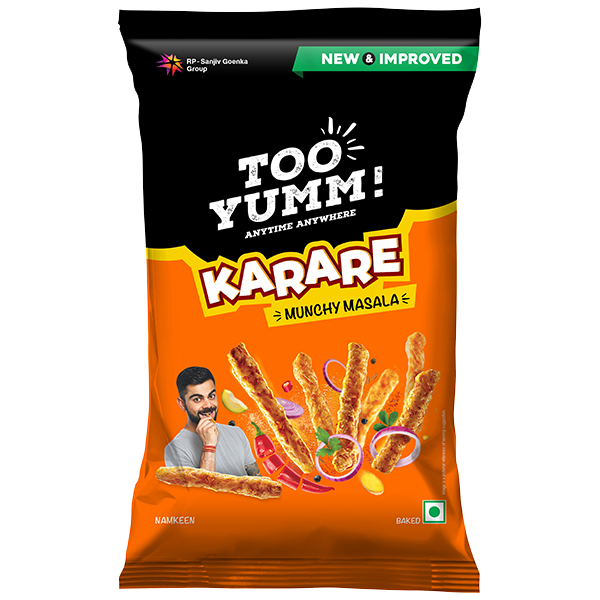 RP-Sanjiv Goenka
Group
NEW & IMPROVED
TOO
YUMM!
ANYTIME ANYWHERE
KARARE
MUNCHY MASALA
NAMKEEN
BAKED